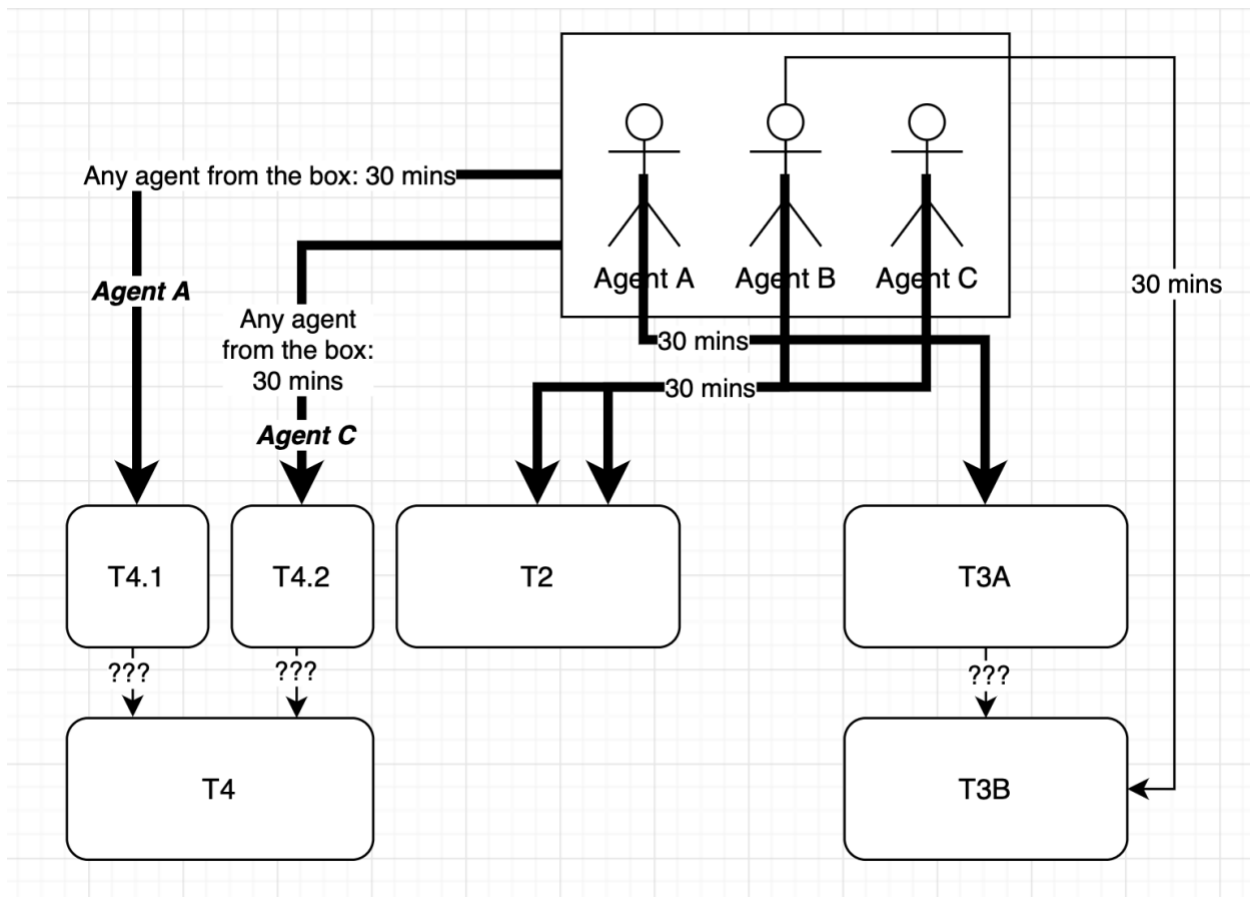 Any agent from the box: 30 mins
Agent A
Any agent
from the box:
30 mins
Agent C
Agent A
Agent B
Agent C
30 mins
30 mins
30 mins
T4.1
T4.2
T2
T3A
???
???
???
T4
T3B